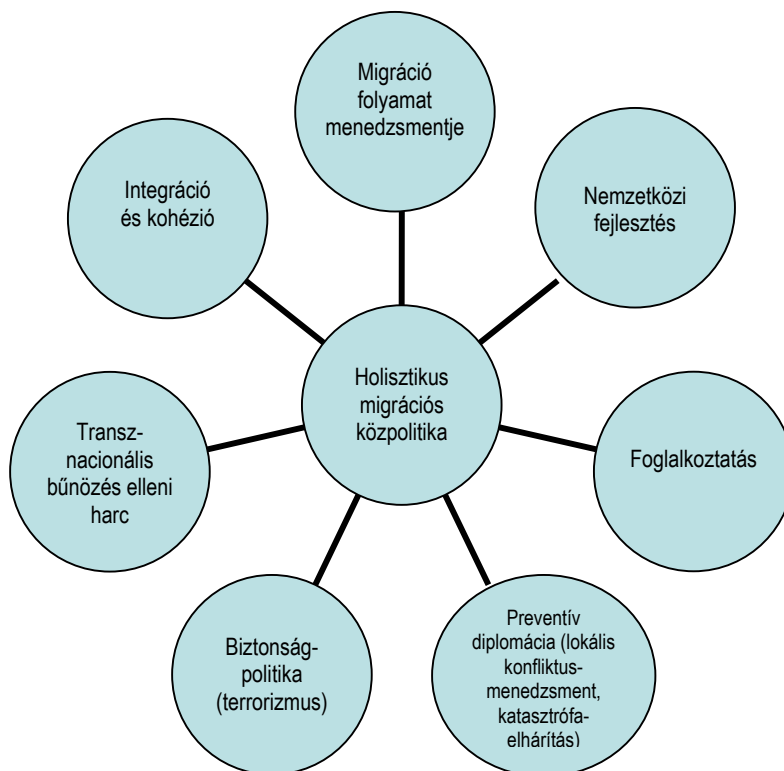 Migráció
folyamat
menedzsmentje
Integráció
és kohézió
Nemzetközi
fejlesztés
Holisztikus
migrációs
közpolitika
Transz-
nacionális
bűnözés elleni
harc
Foglalkoztatás
Biztonság-
politika
(terrorizmus)
Preventív
diplomácia (lokális
konfliktus-
menedzsment,
katasztrófa-
elhárítás)